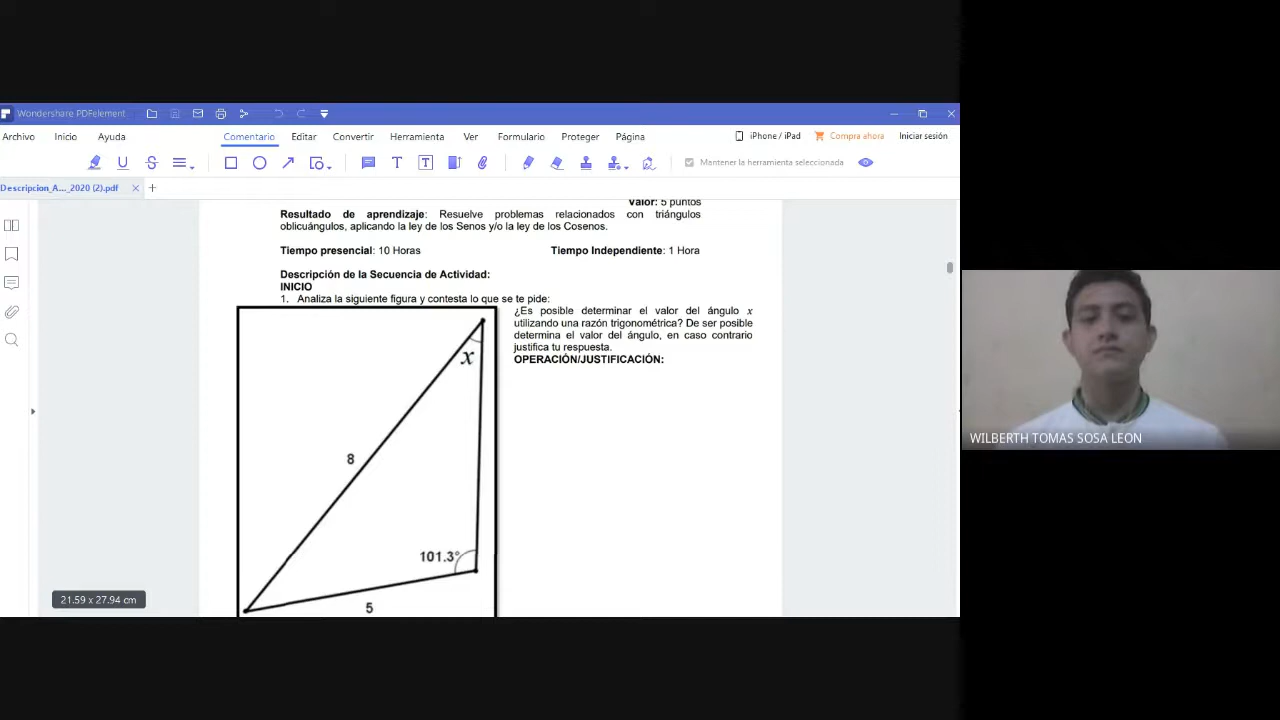 Wondershare PDFelement
Archivo Inicio Ayuda Comentario Editar Convertir Herramienta Ver Formulario Proteger Página iPhone / iPad Compra ahora Iniciar sesión
Mantener la herramienta seleccionada
Descripcion_A..._2020 (2).pdf
Valor: 5 puntos
Resultado de aprendizaje: Resuelve problemas relacionados con triángulos
oblicuángulos, aplicando la ley de los Senos y/o la ley de los Cosenos.
Tiempo presencial: 10 Horas Tiempo Independiente: 1 Hora
Descripción de la Secuencia de Actividad:
INICIO
1. Analiza la siguiente figura y contesta lo que se te pide:
¿Es posible determinar el valor del ángulo x
utilizando una razón trigonométrica? De ser posible
determina el valor del ángulo, en caso contrario
justifica tu respuesta.
OPERACIÓN/JUSTIFICACIÓN:
x
8
101.3°
5
21.59 x 27.94 cm
WILBERTH TOMAS SOSA LEON